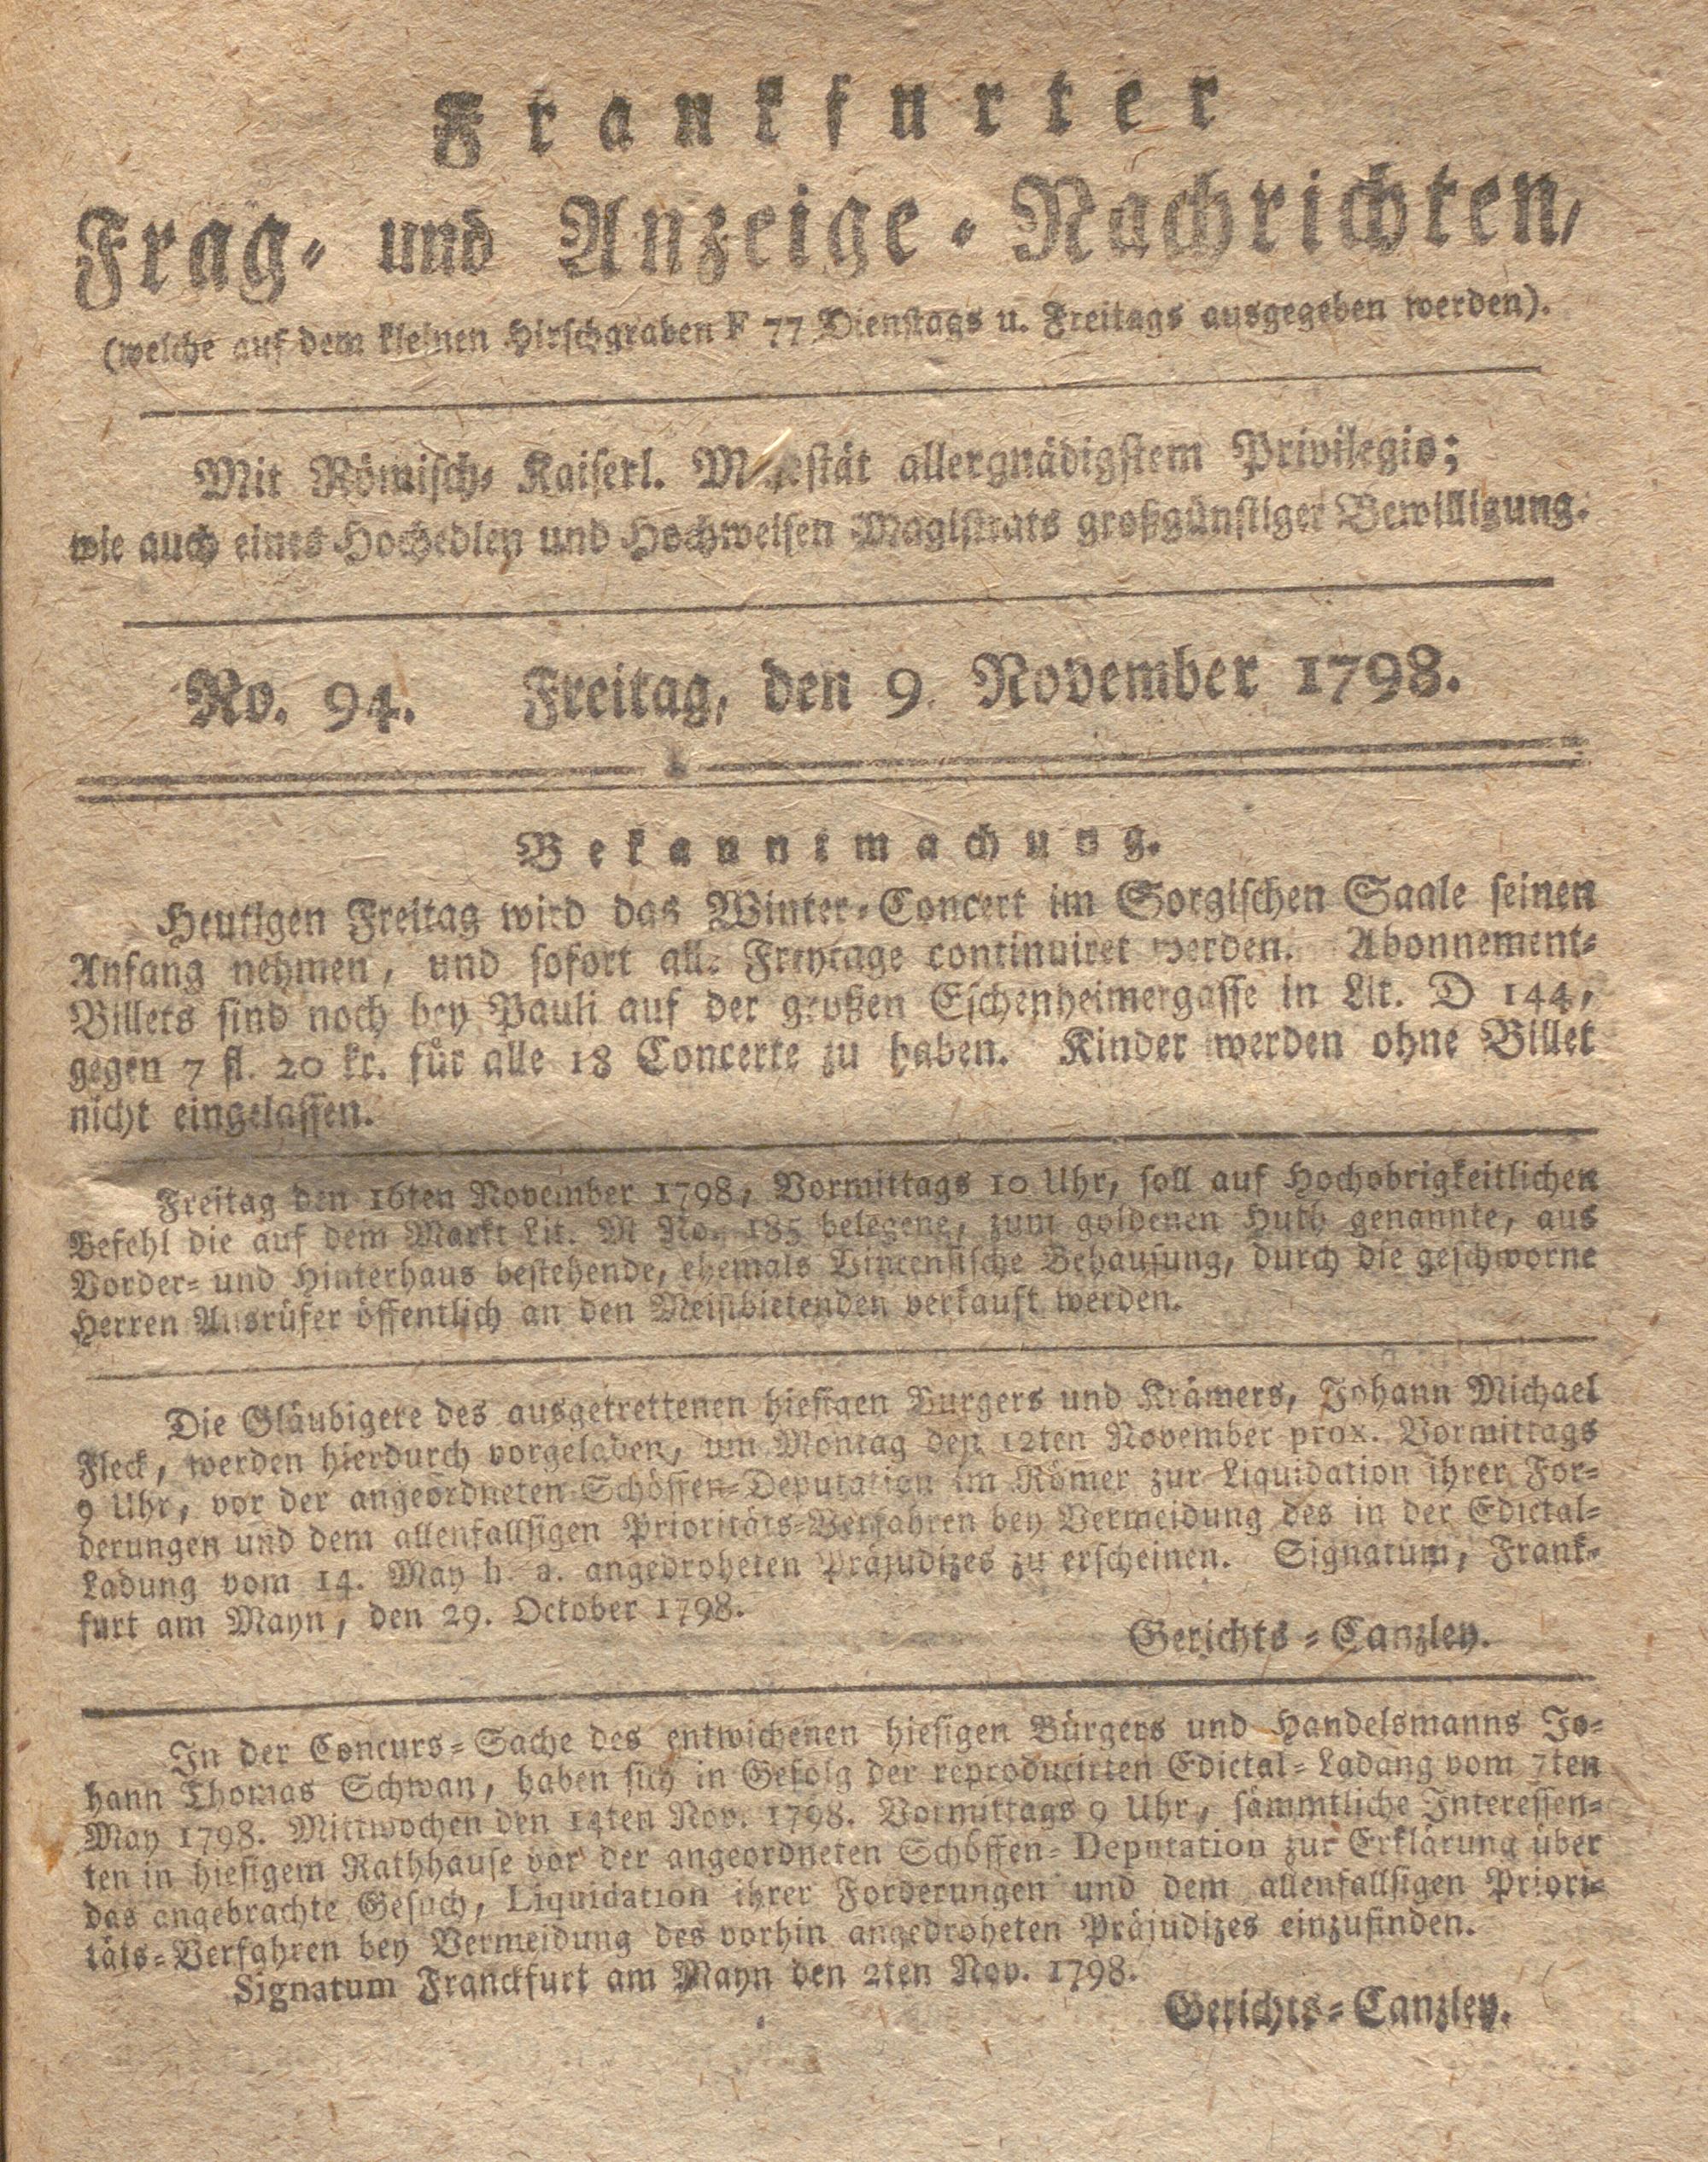 Frankfurter
Frag- und Anzeige-Nachrichten,
(welche auf dem kleinen Hirschgraben F 77 Dienstags u. Freitags ausgegeben werden).
Mit Römisch- Kaiserl. Majestät allergnädigstem Privilegio;
wie auch eines Hochedlen und Hochweisen Magistrats großgünstiger Bewilligung.
No. 94. Freitag, den 9. November 1798.
Bekanntmachung.
Heutigen Freitag wird das Winter-Concert im Sorgischen Saale seinen
Anfang nehmen, und sofort alle Freytage continuiret werden. Abonnement-
Billets sind noch bey Pauli auf der großen Eschenheimergasse in Lit. D 144,
gegen 7 fl. 20 kr. für alle 18 Concerte zu haben. Kinder werden ohne Billet
nicht eingelassen.
Freitag den 16ten November 1798, Vormittags 10 Uhr, soll auf Hochobrigkeitlichen
Befehl die auf dem Markt Lit. M No. 185 belegene, zum goldenen Huth genannte, aus
Vorder- und Hinterhaus bestehende, ehemals Vincensische Behausung, durch die geschworne
Herren Ausrüfer öffentlich an den Meistbietenden verkauft werden.
Die Gläubigere des ausgetrettenen hiesigen Burgers und Krämers, Johann Michael
Fleck, werden hierdurch vorgeladen, um Montag den 12ten November prox. Vormittags
9 Uhr, vor der angeordneten Schöffen-Deputation im Römer zur Liquidation ihrer For-
derungen und dem allenfallsigen Prioritäts-Verfahren bey Vermeidung des in der Edictal-
Ladung vom 14. May h. a. angedroheten Präjudizes zu erscheinen. Signatum, Frank-
furt am Mayn, den 29. October 1798.
Gerichts-Canzley.
In der Concurs-Sache des entwichenen hiesigen Bürgers und Handelsmanns Jo-
hann Thomas Schwan, haben sich in Gefolg der reproducirten Edictal-Ladang vom 7ten
May 1798. Mittwochen den 14ten Nov. 1798. Vormittags 9 Uhr, sämmtliche Interessen-
ten in hiesigem Rathhause vor der angeordneten Schöffen-Deputation zur Erklärung über
das angebrachte Gesuch, Liquidation ihrer Forderungen und dem allenfallsigen Priori-
täts-Verfahren bey Vermeidung des vorhin angedroheten Präjudizes einzufinden.
Signatum Franckfurt am Mayn den 2ten Nov. 1798.
Gerichts-Canzley.